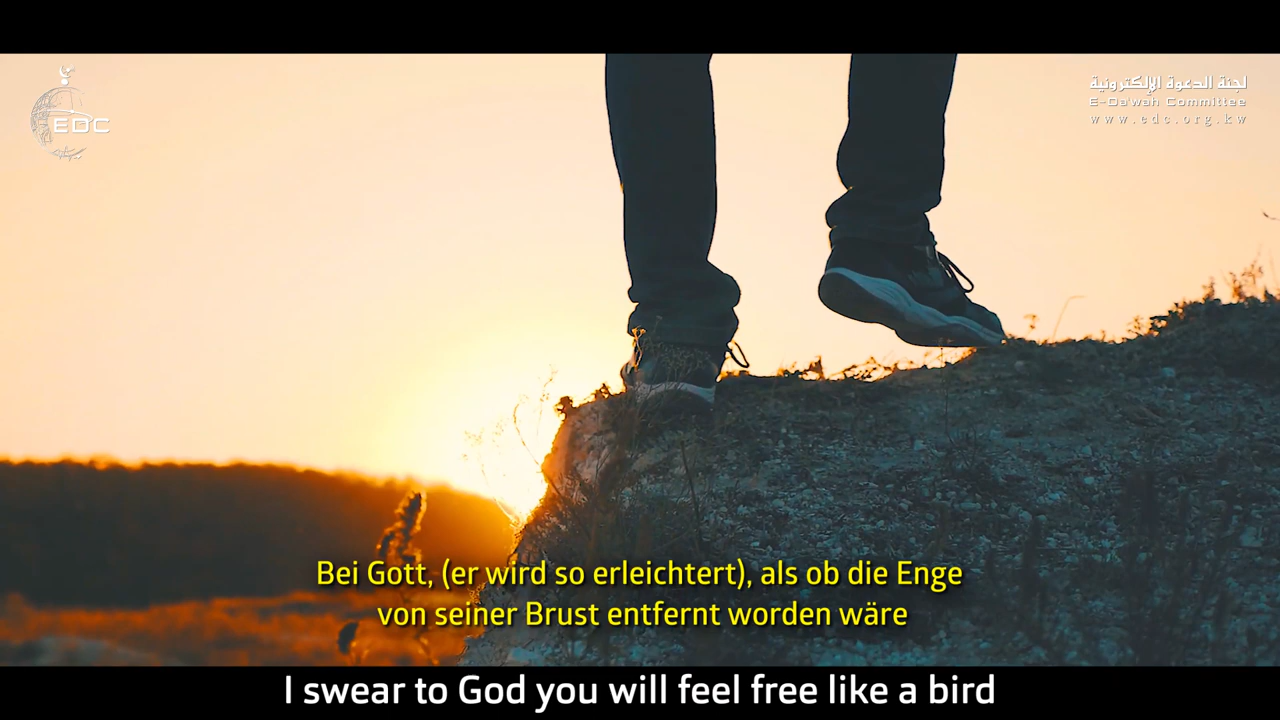 EDC
لجنة الدعوة الإلكترونية
E-Da'wah Committee
www.edc.org.kw
Bei Gott, (er wird so erleichtert), als ob die Enge
von seiner Brust entfernt worden wäre
I swear to God you will feel free like a bird